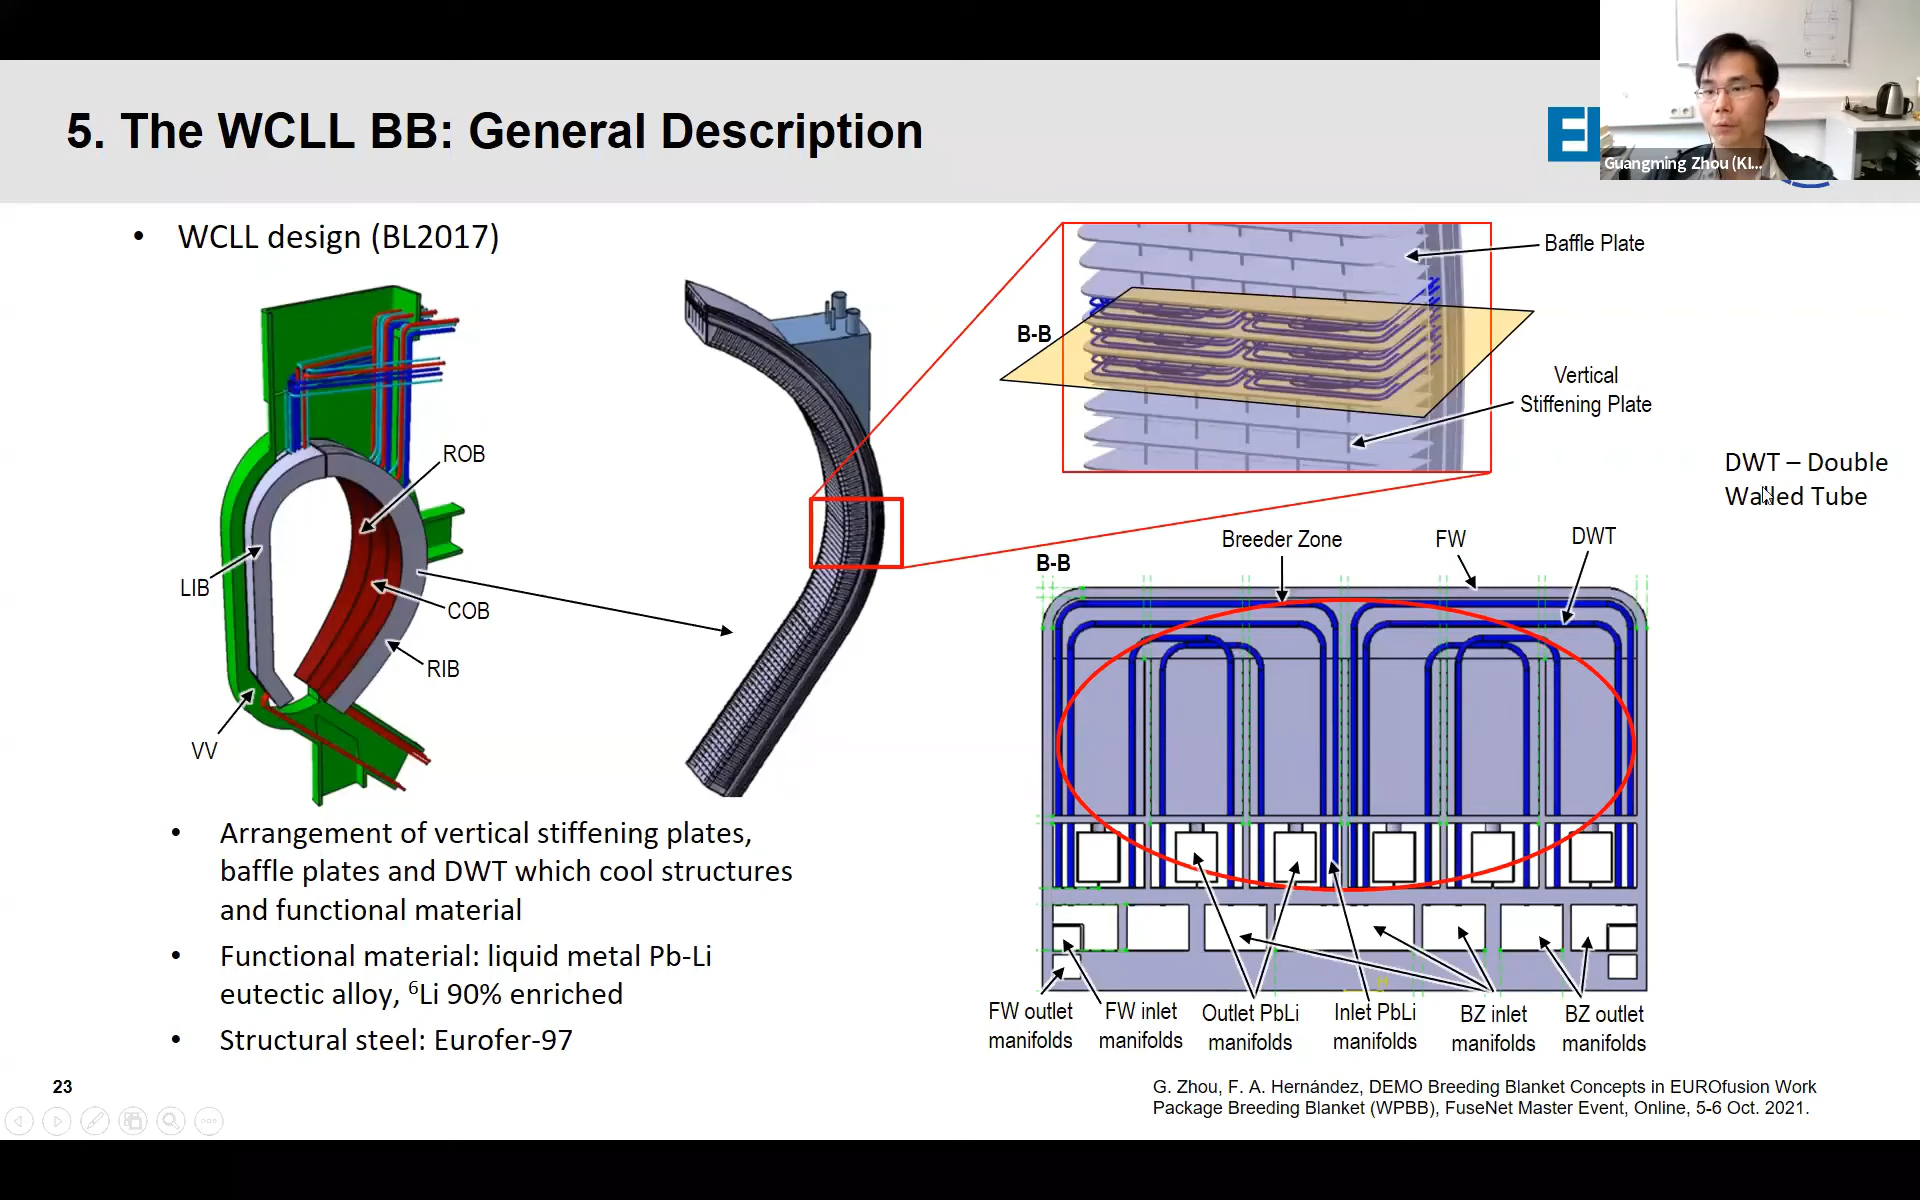 5. The WCLL BB: General Description
Guangming Zhou (KI...
• WCLL design (BL2017)
ROB
LIB
COB
RIB
VV
B-B
Baffle Plate
Vertical
Stiffening Plate
DWT – Double
Walled Tube
B-B
Breeder Zone
FW
DWT
FW outlet
manifolds
FW inlet
manifolds
Outlet PbLi
manifolds
Inlet PbLi
manifolds
BZ inlet
manifolds
BZ outlet
manifolds
• Arrangement of vertical stiffening plates,
baffle plates and DWT which cool structures
and functional material
• Functional material: liquid metal Pb-Li
eutectic alloy, ⁶Li 90% enriched
• Structural steel: Eurofer-97
23
G. Zhou, F. A. Hernández, DEMO Breeding Blanket Concepts in EUROfusion Work
Package Breeding Blanket (WPBB), FuseNet Master Event, Online, 5-6 Oct. 2021.